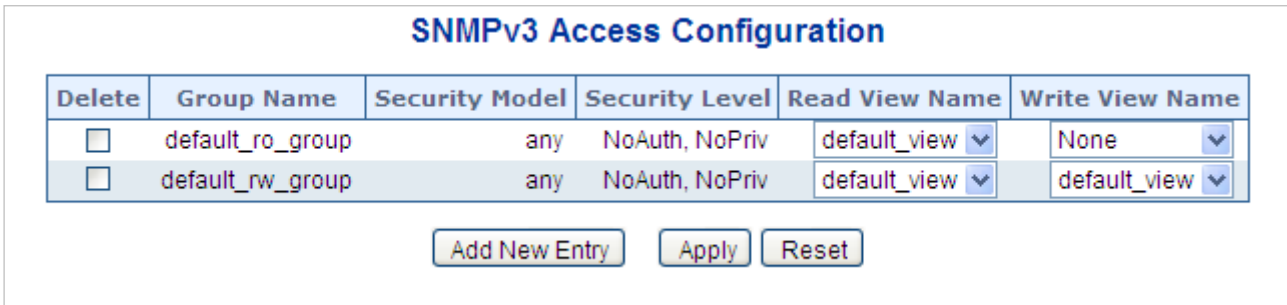 SNMPv3 Access Configuration
Delete Group Name Security Model Security Level Read View Name Write View Name
default_ro_group any NoAuth, NoPriv default_view None
default_rw_group any NoAuth, NoPriv default_view default_view
Add New Entry Apply Reset